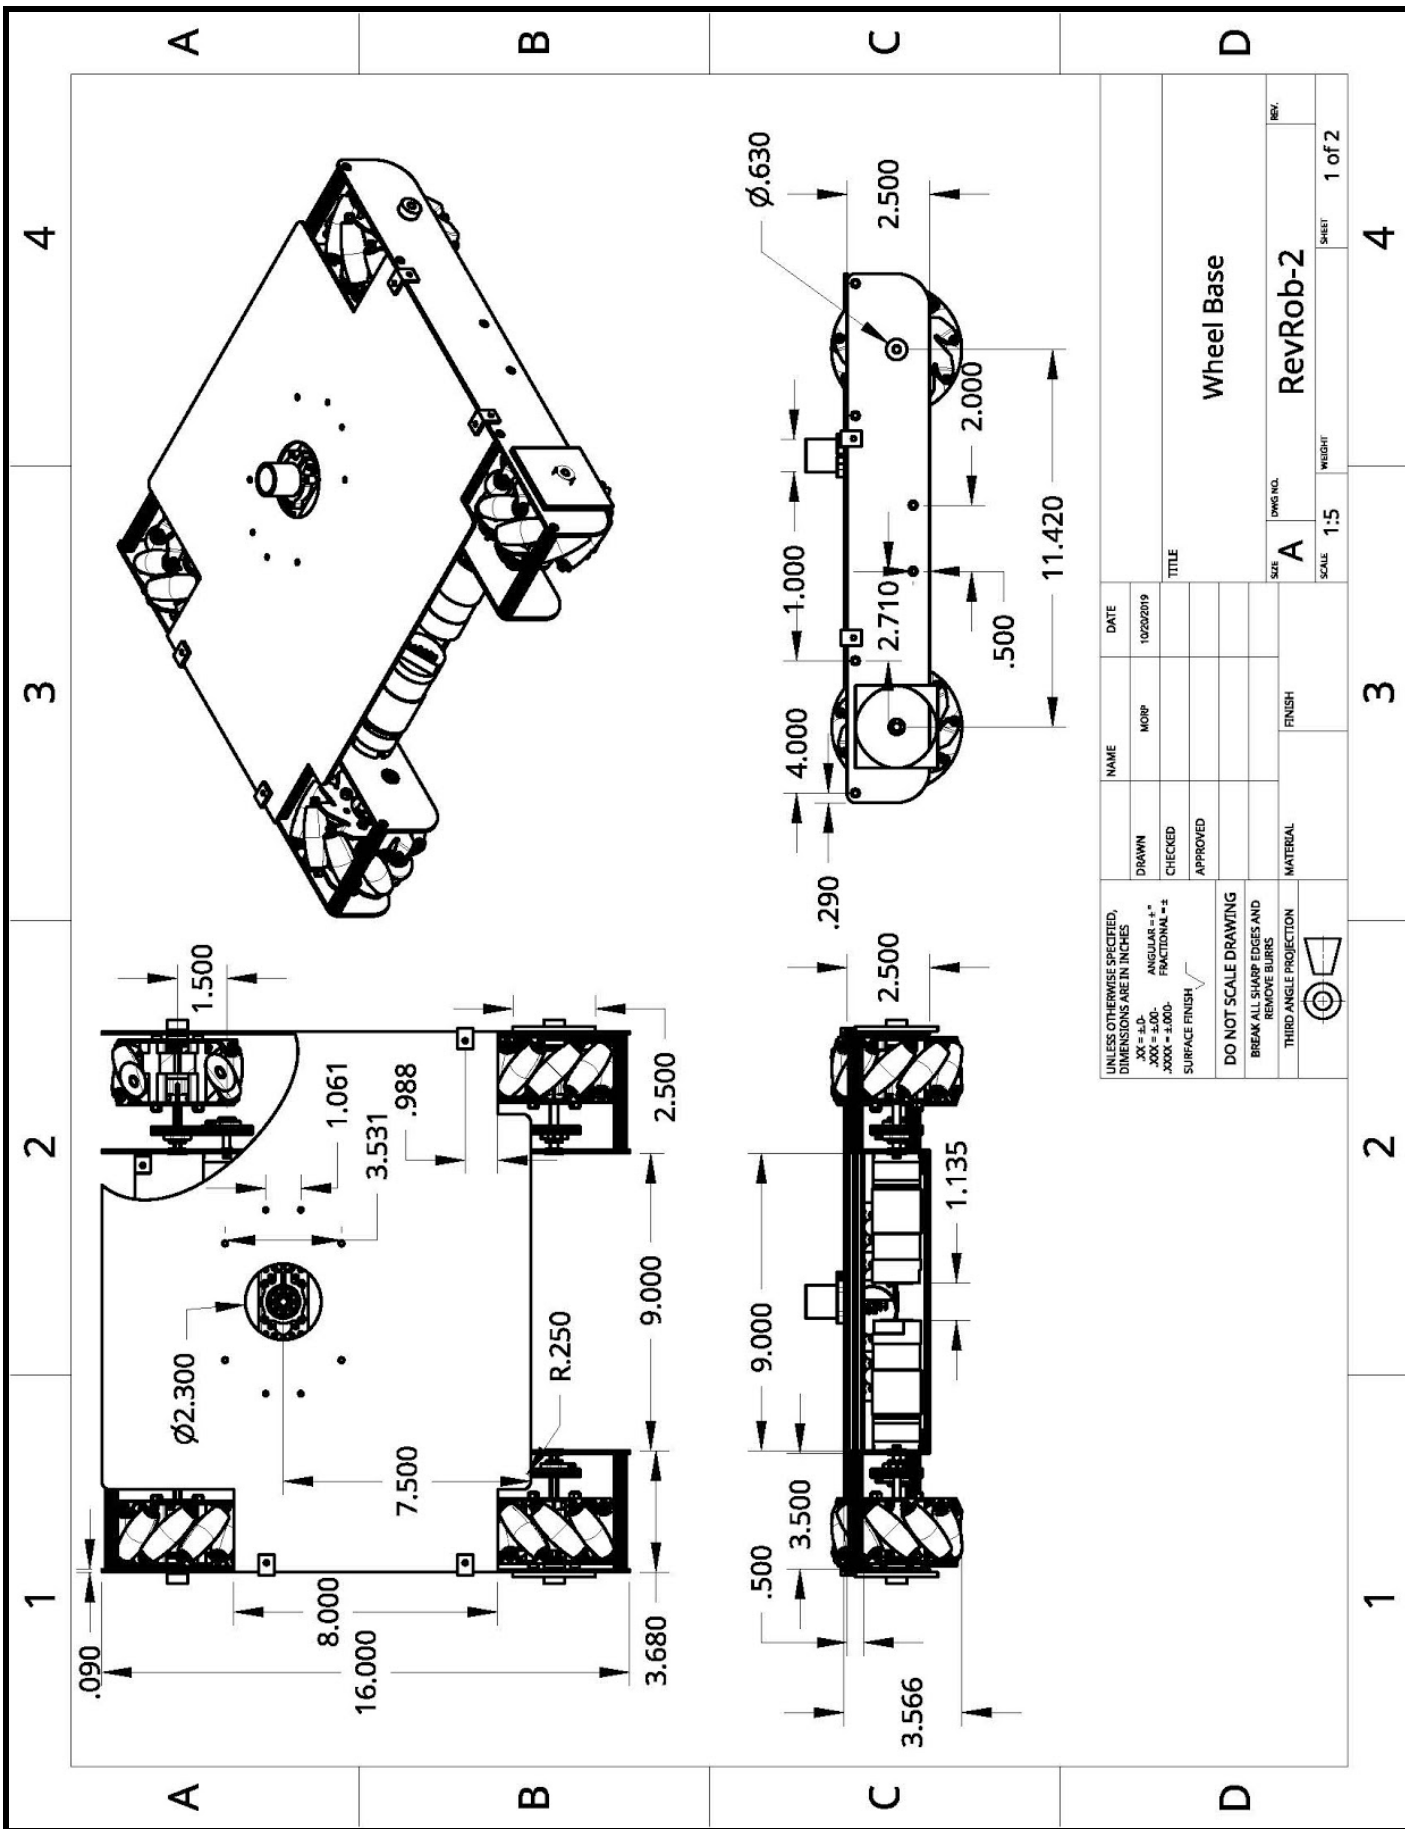 1
2
3
4
A
B
C
D
A
B
C
D
1
2
3
4
.090
8.000
16.000
3.680
Ø2.300
7.500
R.250
9.000
1.061
3.531
.988
1.500
2.500
.500
3.500
3.566
9.000
1.135
2.500
.290
4.000
1.000
2.710
.500
2.000
11.420
Ø.630
2.500
UNLESS OTHERWISE SPECIFIED,
DIMENSIONS ARE IN INCHES
.XX = ±.0-
.XXX = ±.00-
.XXXX = ±.000-
ANGULAR = ± °
FRACTIONAL = ±
SURFACE FINISH
DO NOT SCALE DRAWING
BREAK ALL SHARP EDGES AND
REMOVE BURRS
THIRD ANGLE PROJECTION
NAME DATE
DRAWN MORP 10/20/2019
CHECKED
APPROVED
MATERIAL FINISH
TITLE
Wheel Base
SIZE A DWG NO. RevRob-2 REV.
SCALE 1:5 WEIGHT SHEET 1 of 2